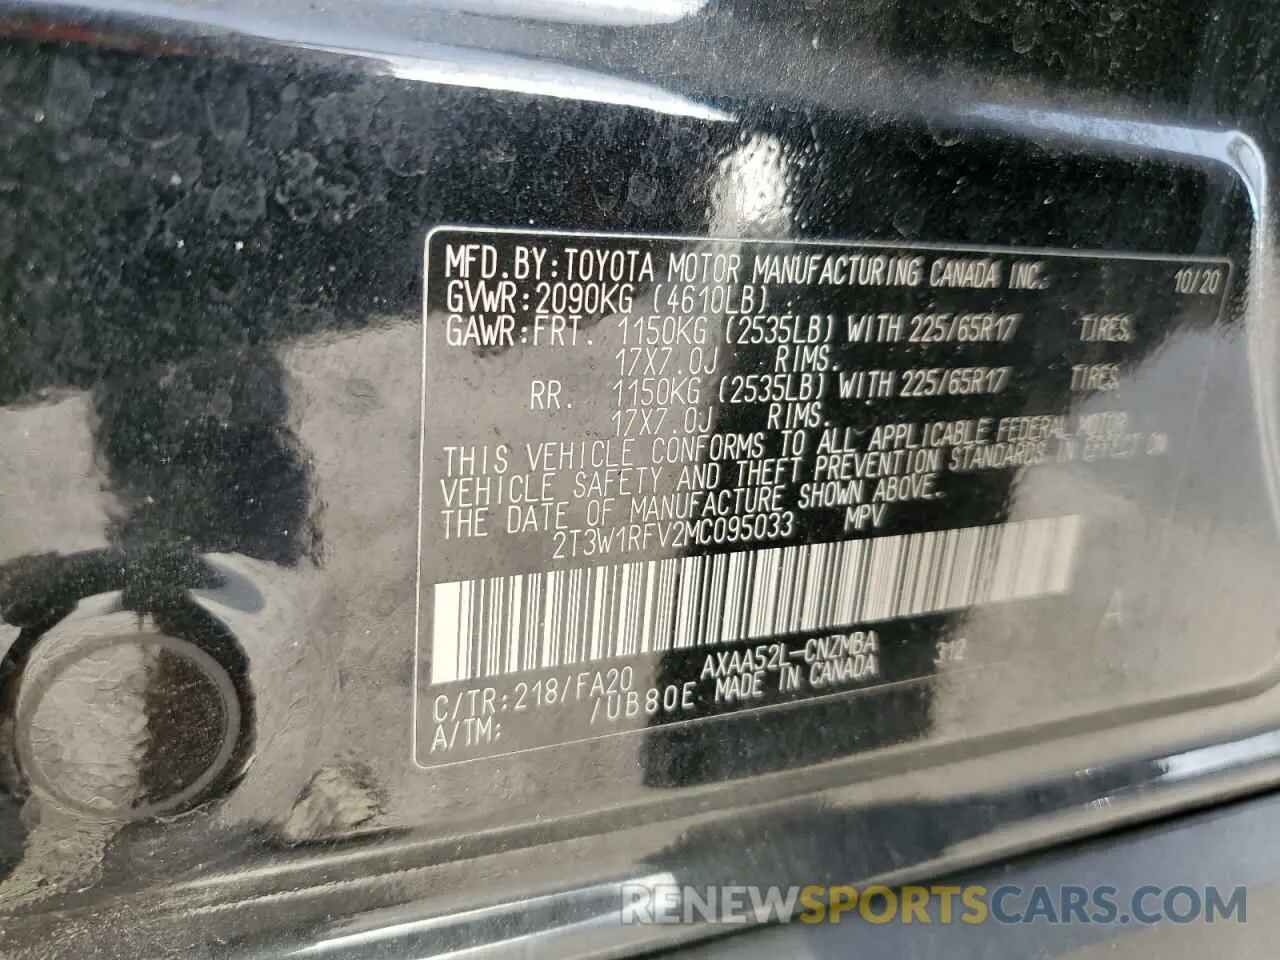 MFD.BY:TOYOTA MOTOR MANUFACTURING CANADA INC. 10/20
GVWR:2090KG (4610LB)
GAWR:FRT. 1150KG (2535LB) WITH 225/65R17 TIRES,
17X7.0J RIMS.
RR. 1150KG (2535LB) WITH 225/65R17 TIRES
17X7.0J RIMS.
THIS VEHICLE CONFORMS TO ALL APPLICABLE FEDERAL MOTOR
VEHICLE SAFETY AND THEFT PREVENTION STANDARDS IN EFFECT ON
THE DATE OF MANUFACTURE SHOWN ABOVE.
2T3W1RFV2MC095033 MPV
A
AXAA52L-CNZMBA 312
C/TR:218/FA20 MADE IN CANADA
A/TM: /UB80E
RENEWSPORTSCARS.COM